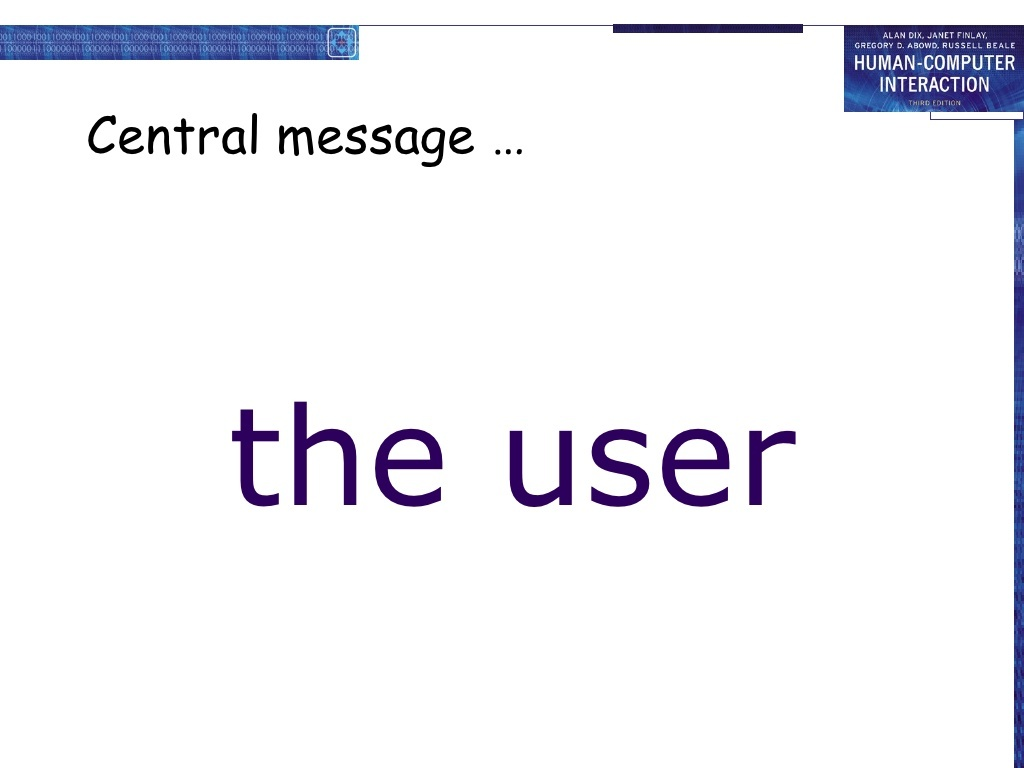 ALAN DIX, JANET FINLAY,
GREGORY D. ABOWD, RUSSELL BEALE
HUMAN-COMPUTER
INTERACTION
THIRD EDITION
Central message …
the user